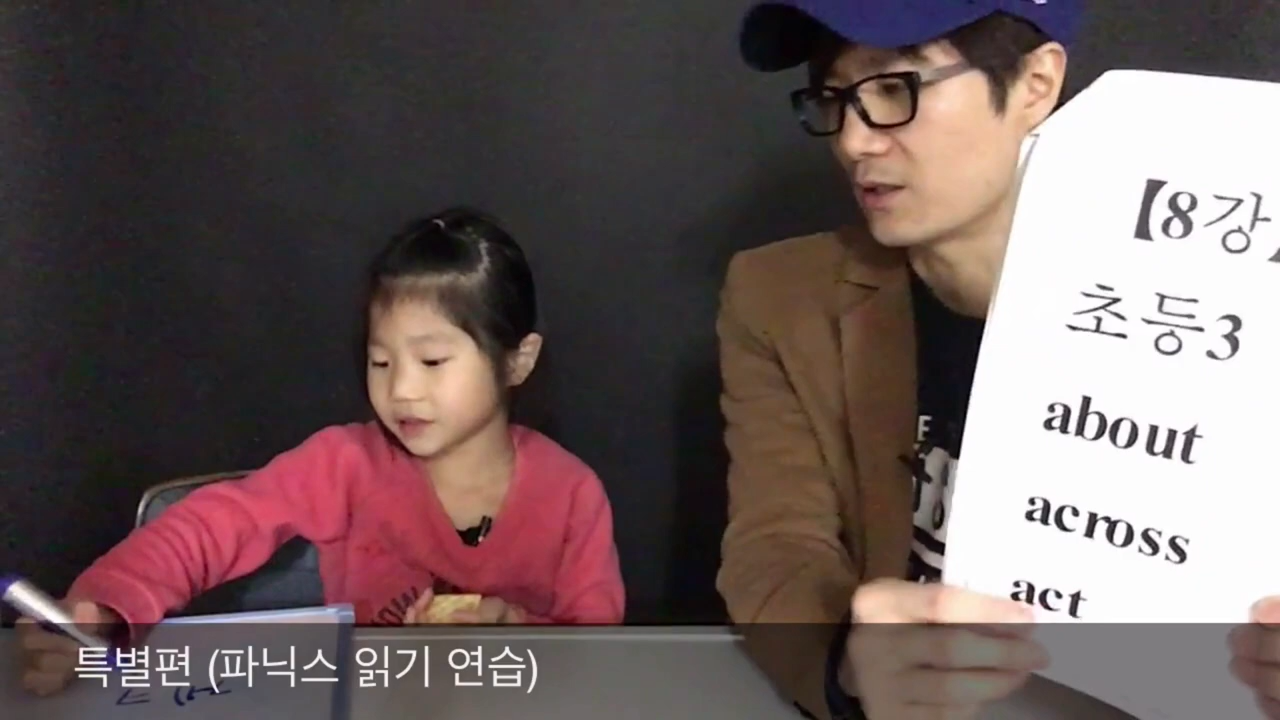 【8강】
초등3
about
across
act
특별편 (파닉스 읽기 연습)